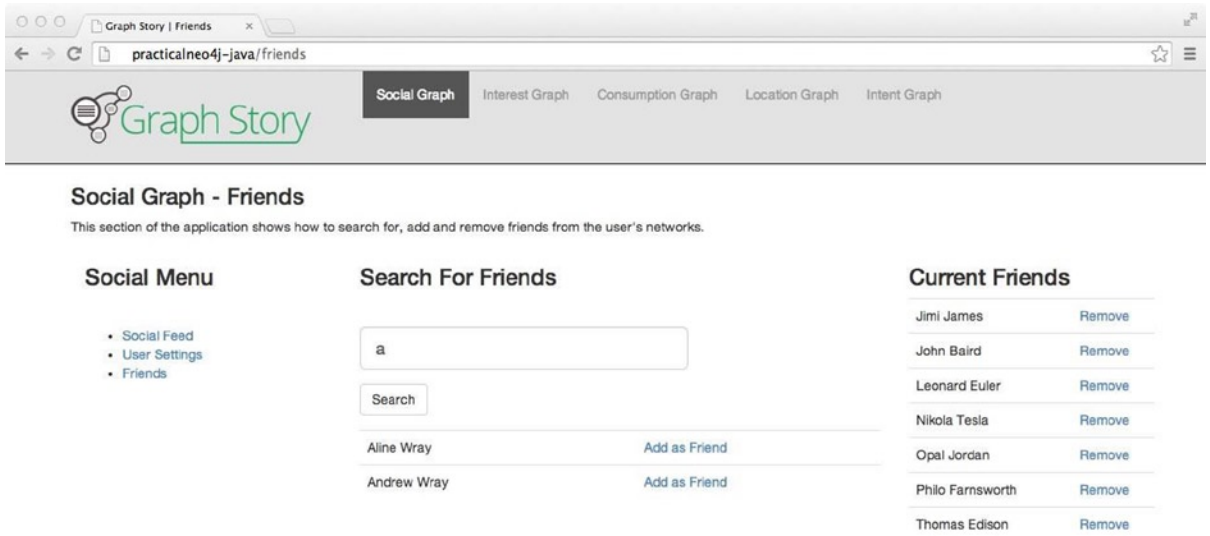 Graph Story | Friends
practicalneo4j-java/friends
Graph Story
Social Graph Interest Graph Consumption Graph Location Graph Intent Graph
Social Graph - Friends
This section of the application shows how to search for, add and remove friends from the user's networks.
Social Menu
Social Feed
User Settings
Friends
Search For Friends
a
Search
Aline Wray Add as Friend
Andrew Wray Add as Friend
Current Friends
Jimi James Remove
John Baird Remove
Leonard Euler Remove
Nikola Tesla Remove
Opal Jordan Remove
Philo Farnsworth Remove
Thomas Edison Remove